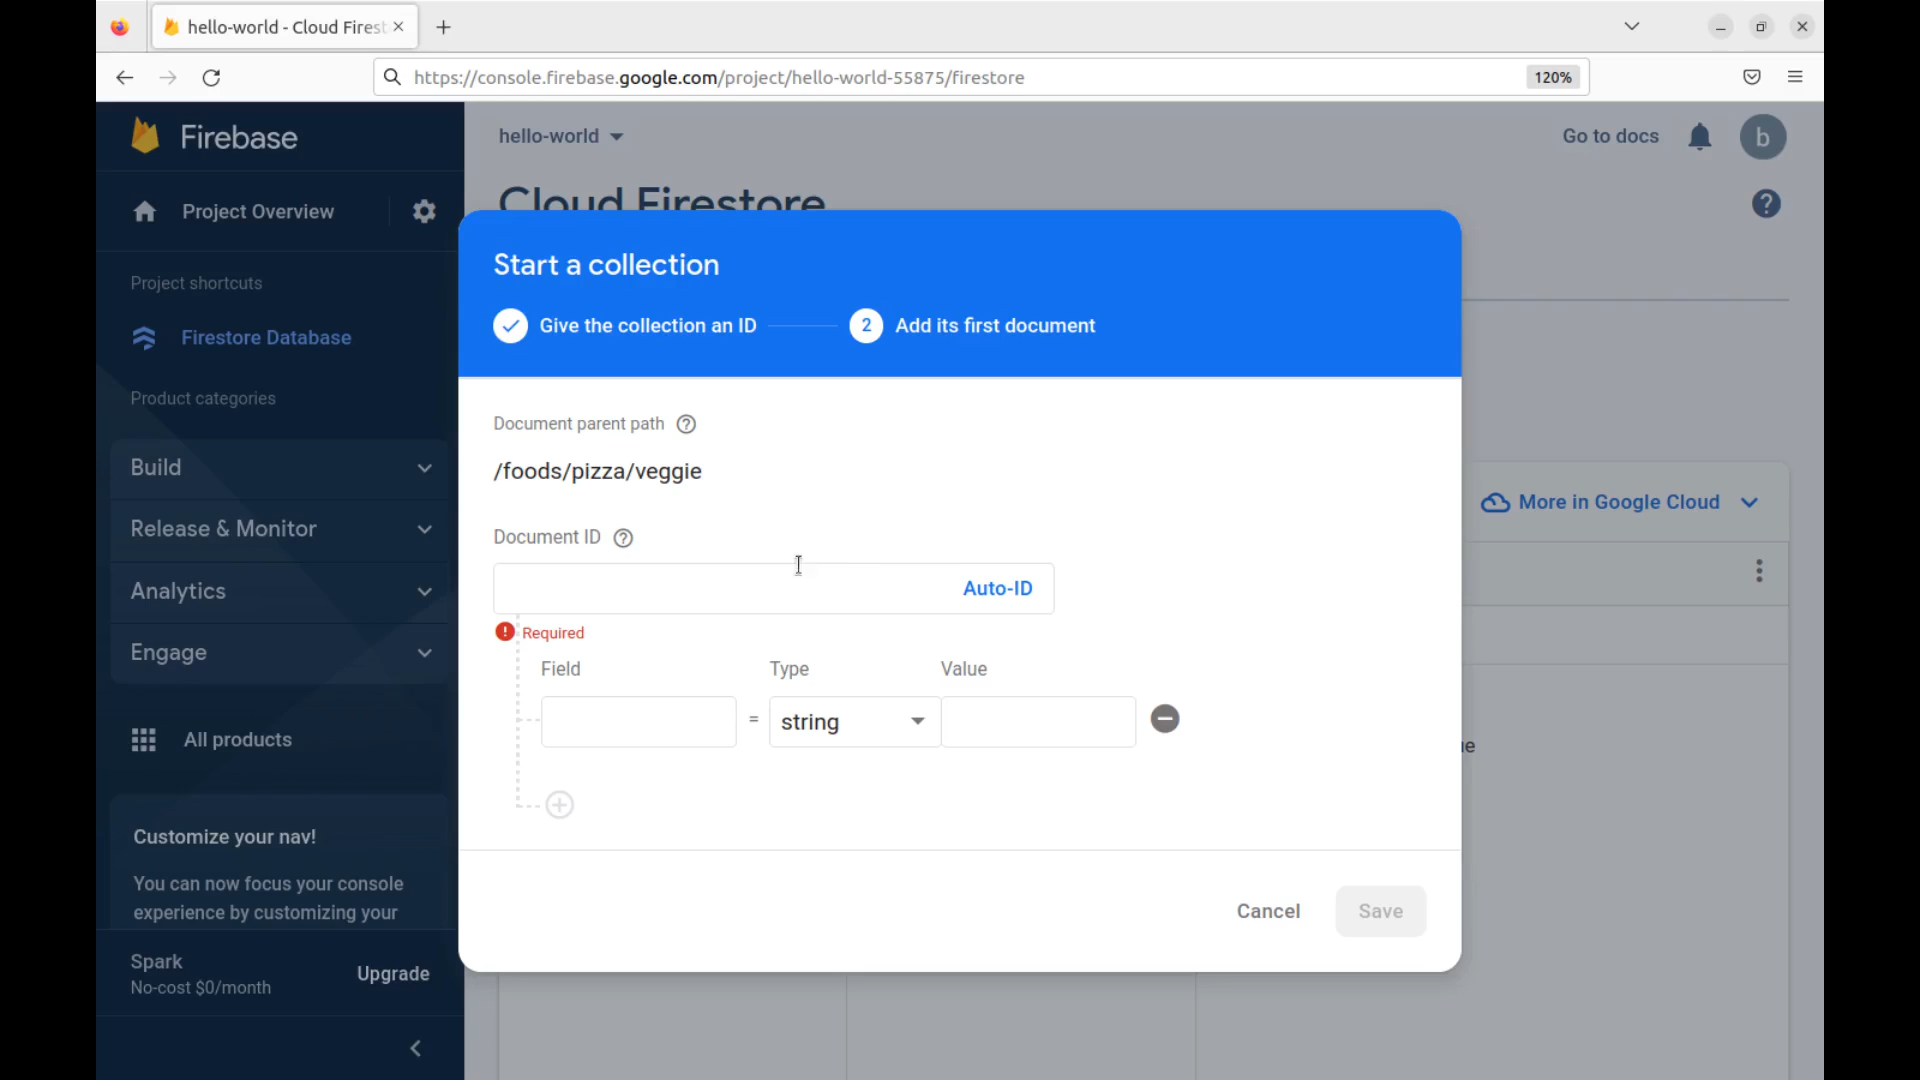 hello-world - Cloud Firest
https://console.firebase.google.com/project/hello-world-55875/firestore
120%
Firebase
hello-world
Go to docs
b
Project Overview
Cloud Firestore
Project shortcuts
Firestore Database
Product categories
Build
Release & Monitor
Analytics
Engage
All products
Customize your nav!
You can now focus your console
experience by customizing your
Spark
No-cost $0/month
Upgrade
Start a collection
Give the collection an ID
2 Add its first document
Document parent path
/foods/pizza/veggie
Document ID
Auto-ID
Required
Field Type Value
= string
Cancel
Save
More in Google Cloud